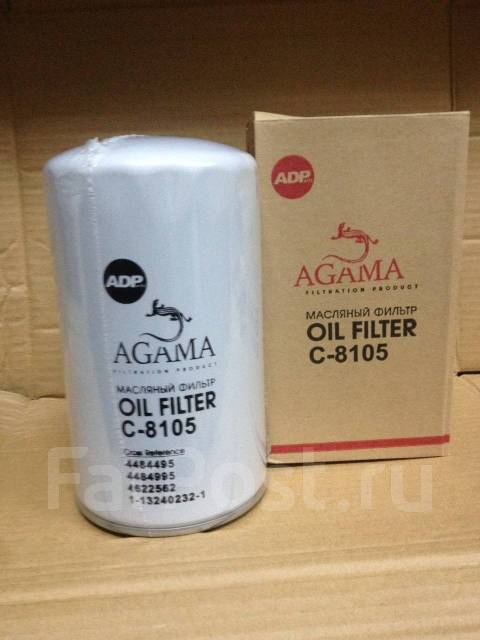 ADP
AGAMA
FILTRATION PRODUCT
МАСЛЯНЫЙ ФИЛЬТР
OIL FILTER
C-8105
Cross Reference
4484495
4484995
4622562
1-13240232-1
ADP
AGAMA
FILTRATION PRODUCT
МАСЛЯНЫЙ ФИЛЬТР
OIL FILTER
C-8105
FarPost.ru